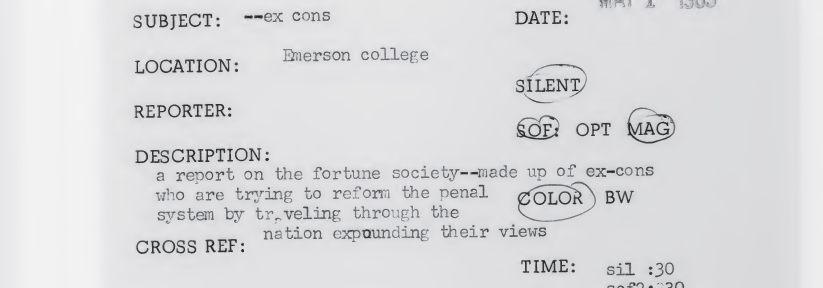 SUBJECT: --ex cons DATE: MAY 1
LOCATION: Emerson college
SILENT
REPORTER:
SOF: OPT MAG
DESCRIPTION:
a report on the fortune society--made up of ex-cons
who are trying to reform the penal
COLOR BW
system by tr veling through the
nation expounding their views
CROSS REF:
TIME: sil :30